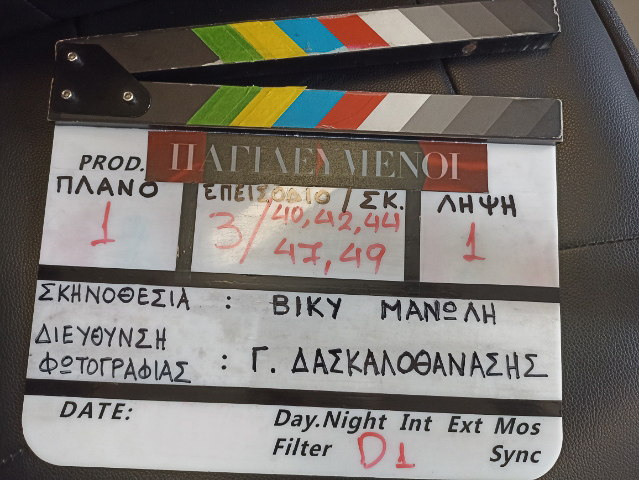 PROD. ΠΑΓΙΔΕΥΜΕΝΟΙ
ΠΛΑΝΟ ΕΠΕΙΣΟΔΙΟ / ΣΚ. ΛΗΨΗ
1 3/40,42,44 1
47,49
ΣΚΗΝΟΘΕΣΙΑ : ΒΙΚΥ ΜΑΝΩΛΗ
ΔΙΕΥΘΥΝΣΗ
ΦΩΤΟΓΡΑΦΙΑΣ : Γ. ΔΑΣΚΑΛΟΘΑΝΑΣΗΣ
DATE: Day.Night Int Ext Mos
Filter D1 Sync